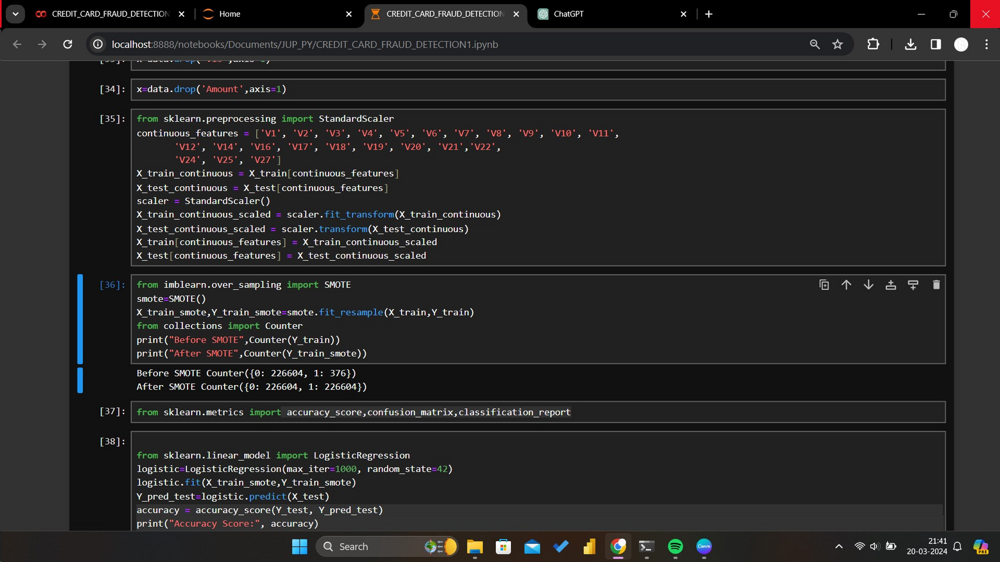 CREDIT_CARD_FRAUD_DETECTION
Home
CREDIT_CARD_FRAUD_DETECTION
ChatGPT
localhost:8888/notebooks/Documents/JUP_PY/CREDIT_CARD_FRAUD_DETECTION1.ipynb
[34]: x=data.drop('Amount',axis=1)
[35]: from sklearn.preprocessing import StandardScaler
continuous_features = ['V1', 'V2', 'V3', 'V4', 'V5', 'V6', 'V7', 'V8', 'V9', 'V10', 'V11',
'V12', 'V14', 'V16', 'V17', 'V18', 'V19', 'V20', 'V21','V22',
'V24', 'V25', 'V27']
X_train_continuous = X_train[continuous_features]
X_test_continuous = X_test[continuous_features]
scaler = StandardScaler()
X_train_continuous_scaled = scaler.fit_transform(X_train_continuous)
X_test_continuous_scaled = scaler.transform(X_test_continuous)
X_train[continuous_features] = X_train_continuous_scaled
X_test[continuous_features] = X_test_continuous_scaled
[36]: from imblearn.over_sampling import SMOTE
smote=SMOTE()
X_train_smote,Y_train_smote=smote.fit_resample(X_train,Y_train)
from collections import Counter
print("Before SMOTE",Counter(Y_train))
print("After SMOTE",Counter(Y_train_smote))
Before SMOTE Counter({0: 226604, 1: 376})
After SMOTE Counter({0: 226604, 1: 226604})
[37]: from sklearn.metrics import accuracy_score,confusion_matrix,classification_report
[38]:
from sklearn.linear_model import LogisticRegression
logistic=LogisticRegression(max_iter=1000, random_state=42)
logistic.fit(X_train_smote,Y_train_smote)
Y_pred_test=logistic.predict(X_test)
accuracy = accuracy_score(Y_test, Y_pred_test)
print("Accuracy Score:", accuracy)
Search
Canva
21:41
20-03-2024
PRE